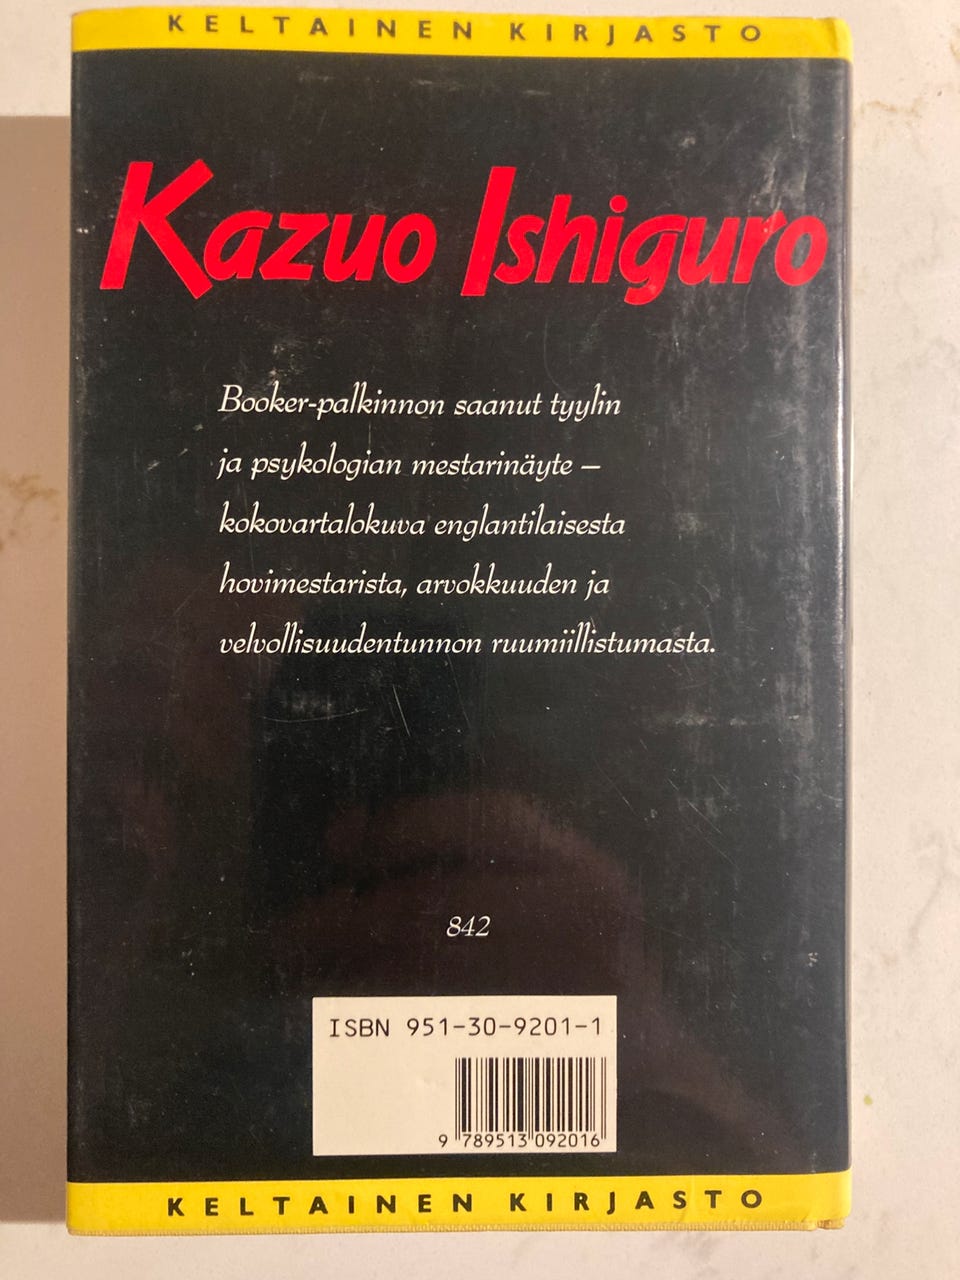 KELTAINEN KIRJASTO
Kazuo Ishiguro
Booker-palkinnon saanut tyylin
ja psykologian mestarinäyte –
kokovartalokuva englantilaisesta
hovimestarista, arvokkuuden ja
velvollisuudentunnon ruumiillistumasta.
842
ISBN 951-30-9201-1
9 789513 092016
KELTAINEN KIRJASTO